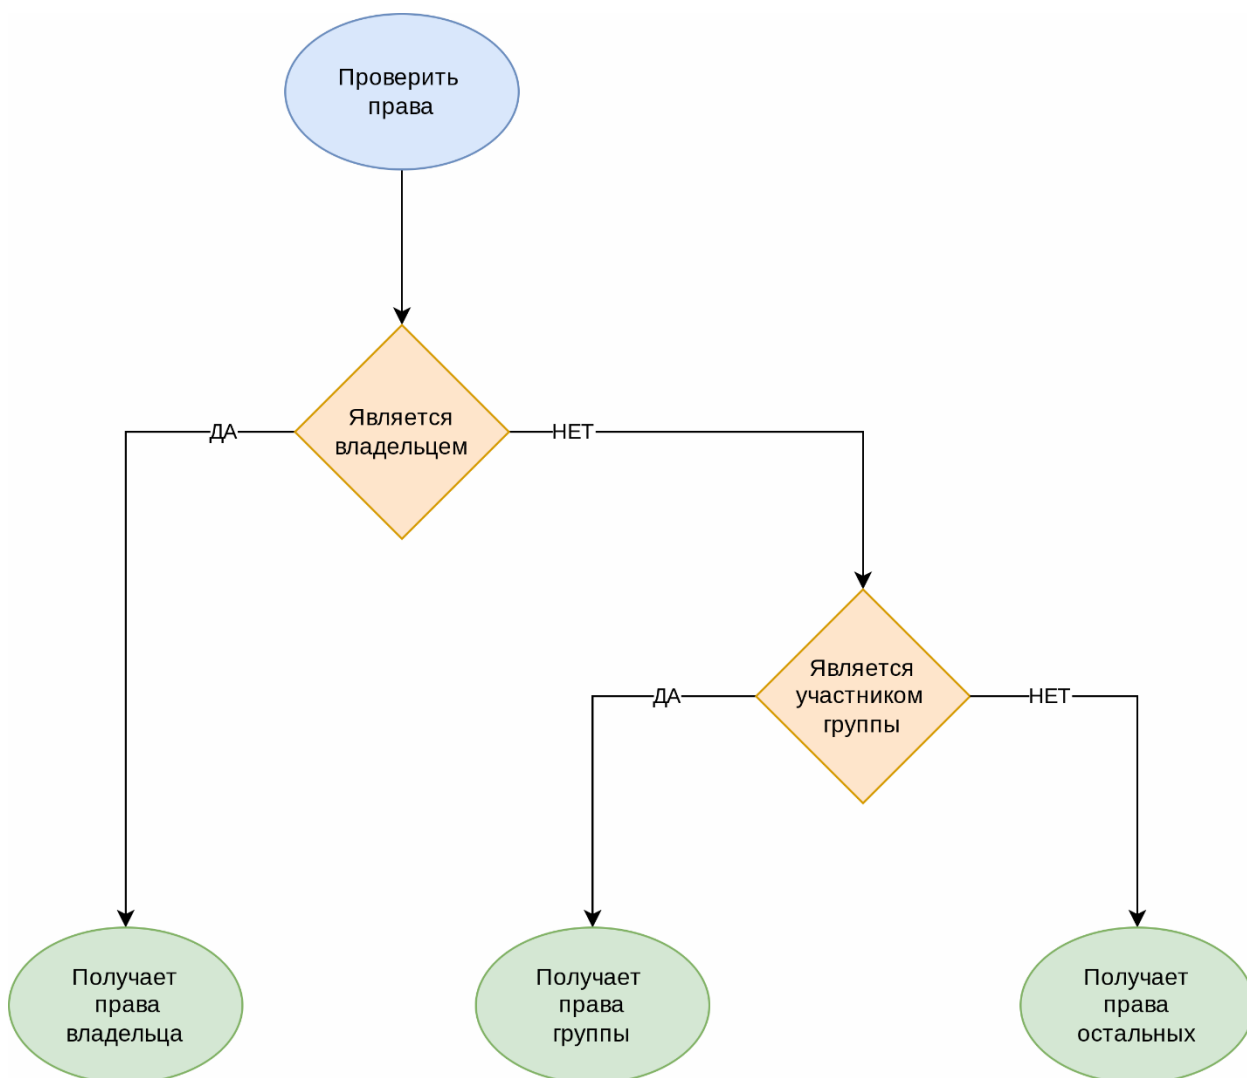 Проверить
права
Является
владельцем
ДА
НЕТ
Является
участником
группы
ДА
НЕТ
Получает
права
владельца
Получает
права
группы
Получает
права
остальных